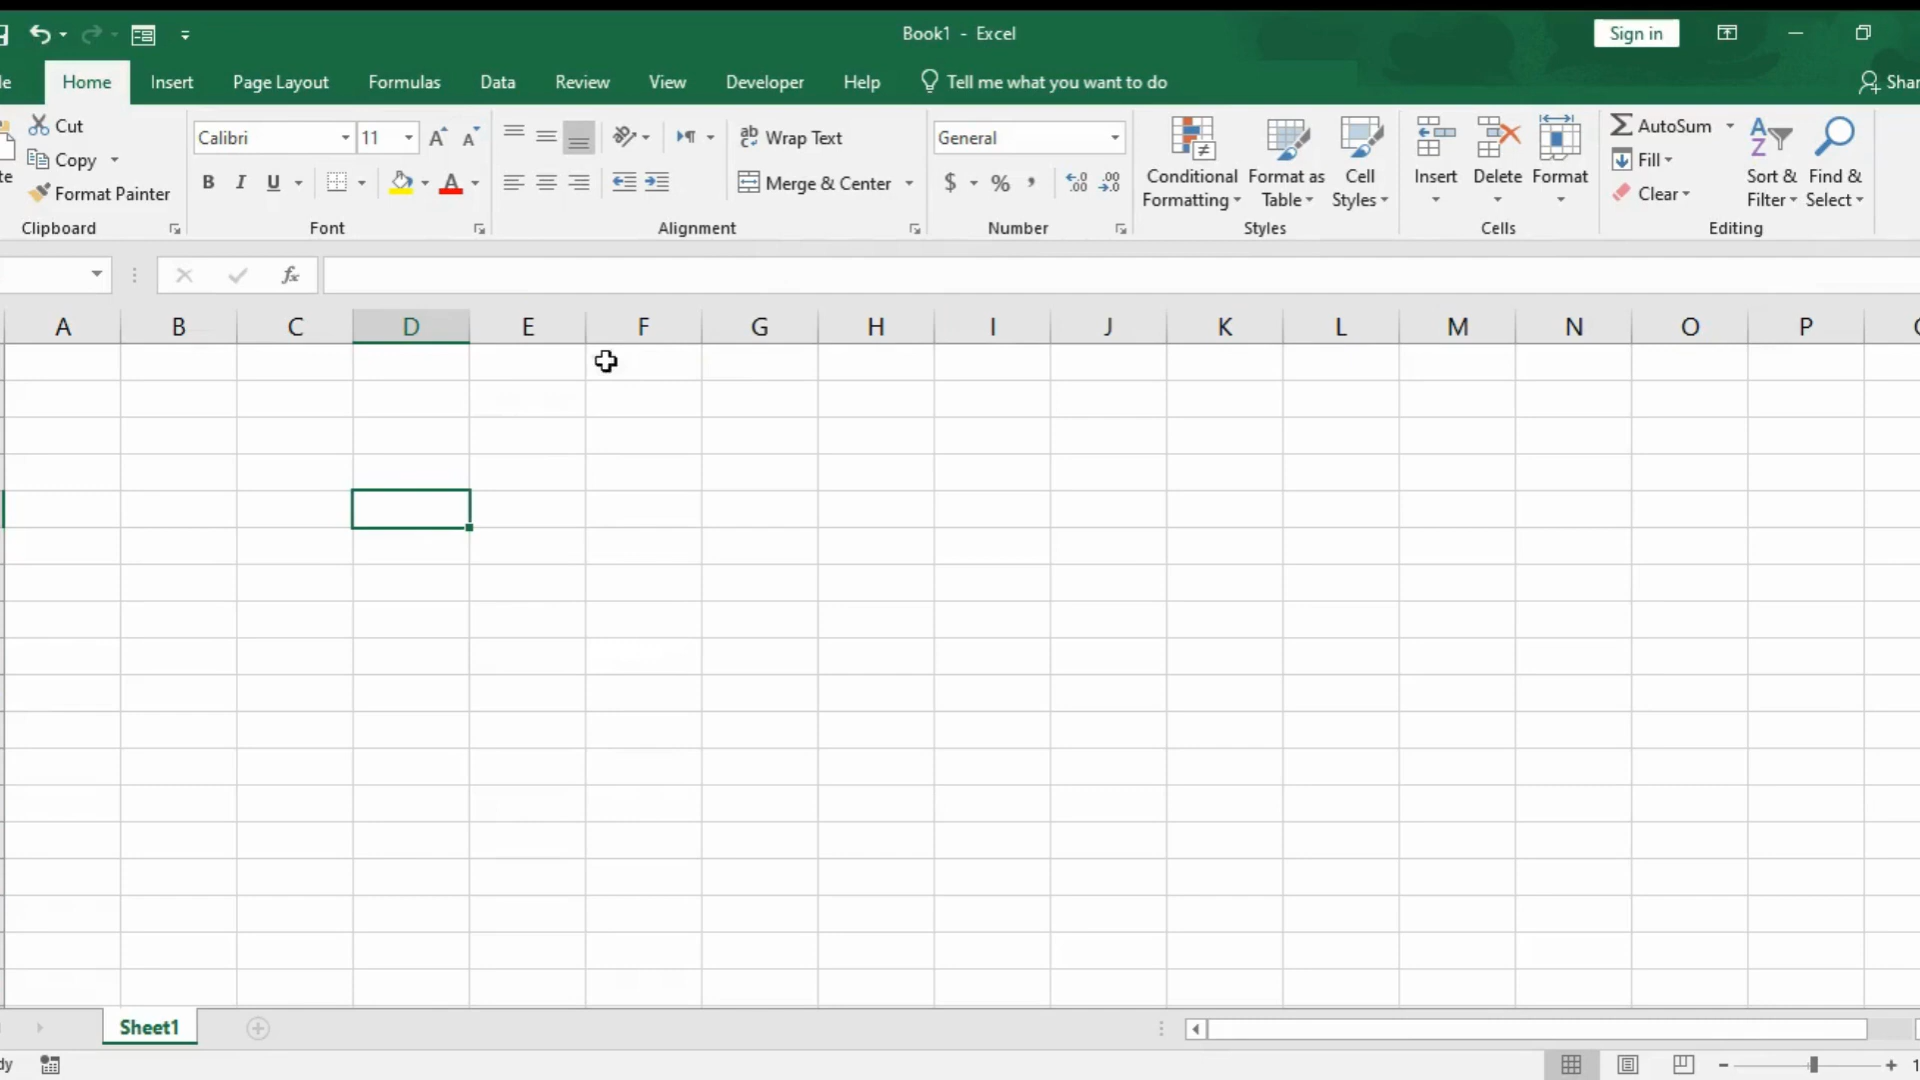 Book1 - Excel
Sign in
Home Insert Page Layout Formulas Data Review View Developer Help Tell me what you want to do
Cut
Copy
Format Painter
Clipboard
Calibri 11
B I U
Font
Wrap Text
Merge & Center
Alignment
General
$ % ,
Number
Conditional Formatting
Format as Table
Cell Styles
Styles
Insert
Delete
Format
Cells
AutoSum
Fill
Clear
Sort & Filter
Find & Select
Editing
fx
A B C D E F G H I J K L M N O P
Sheet1